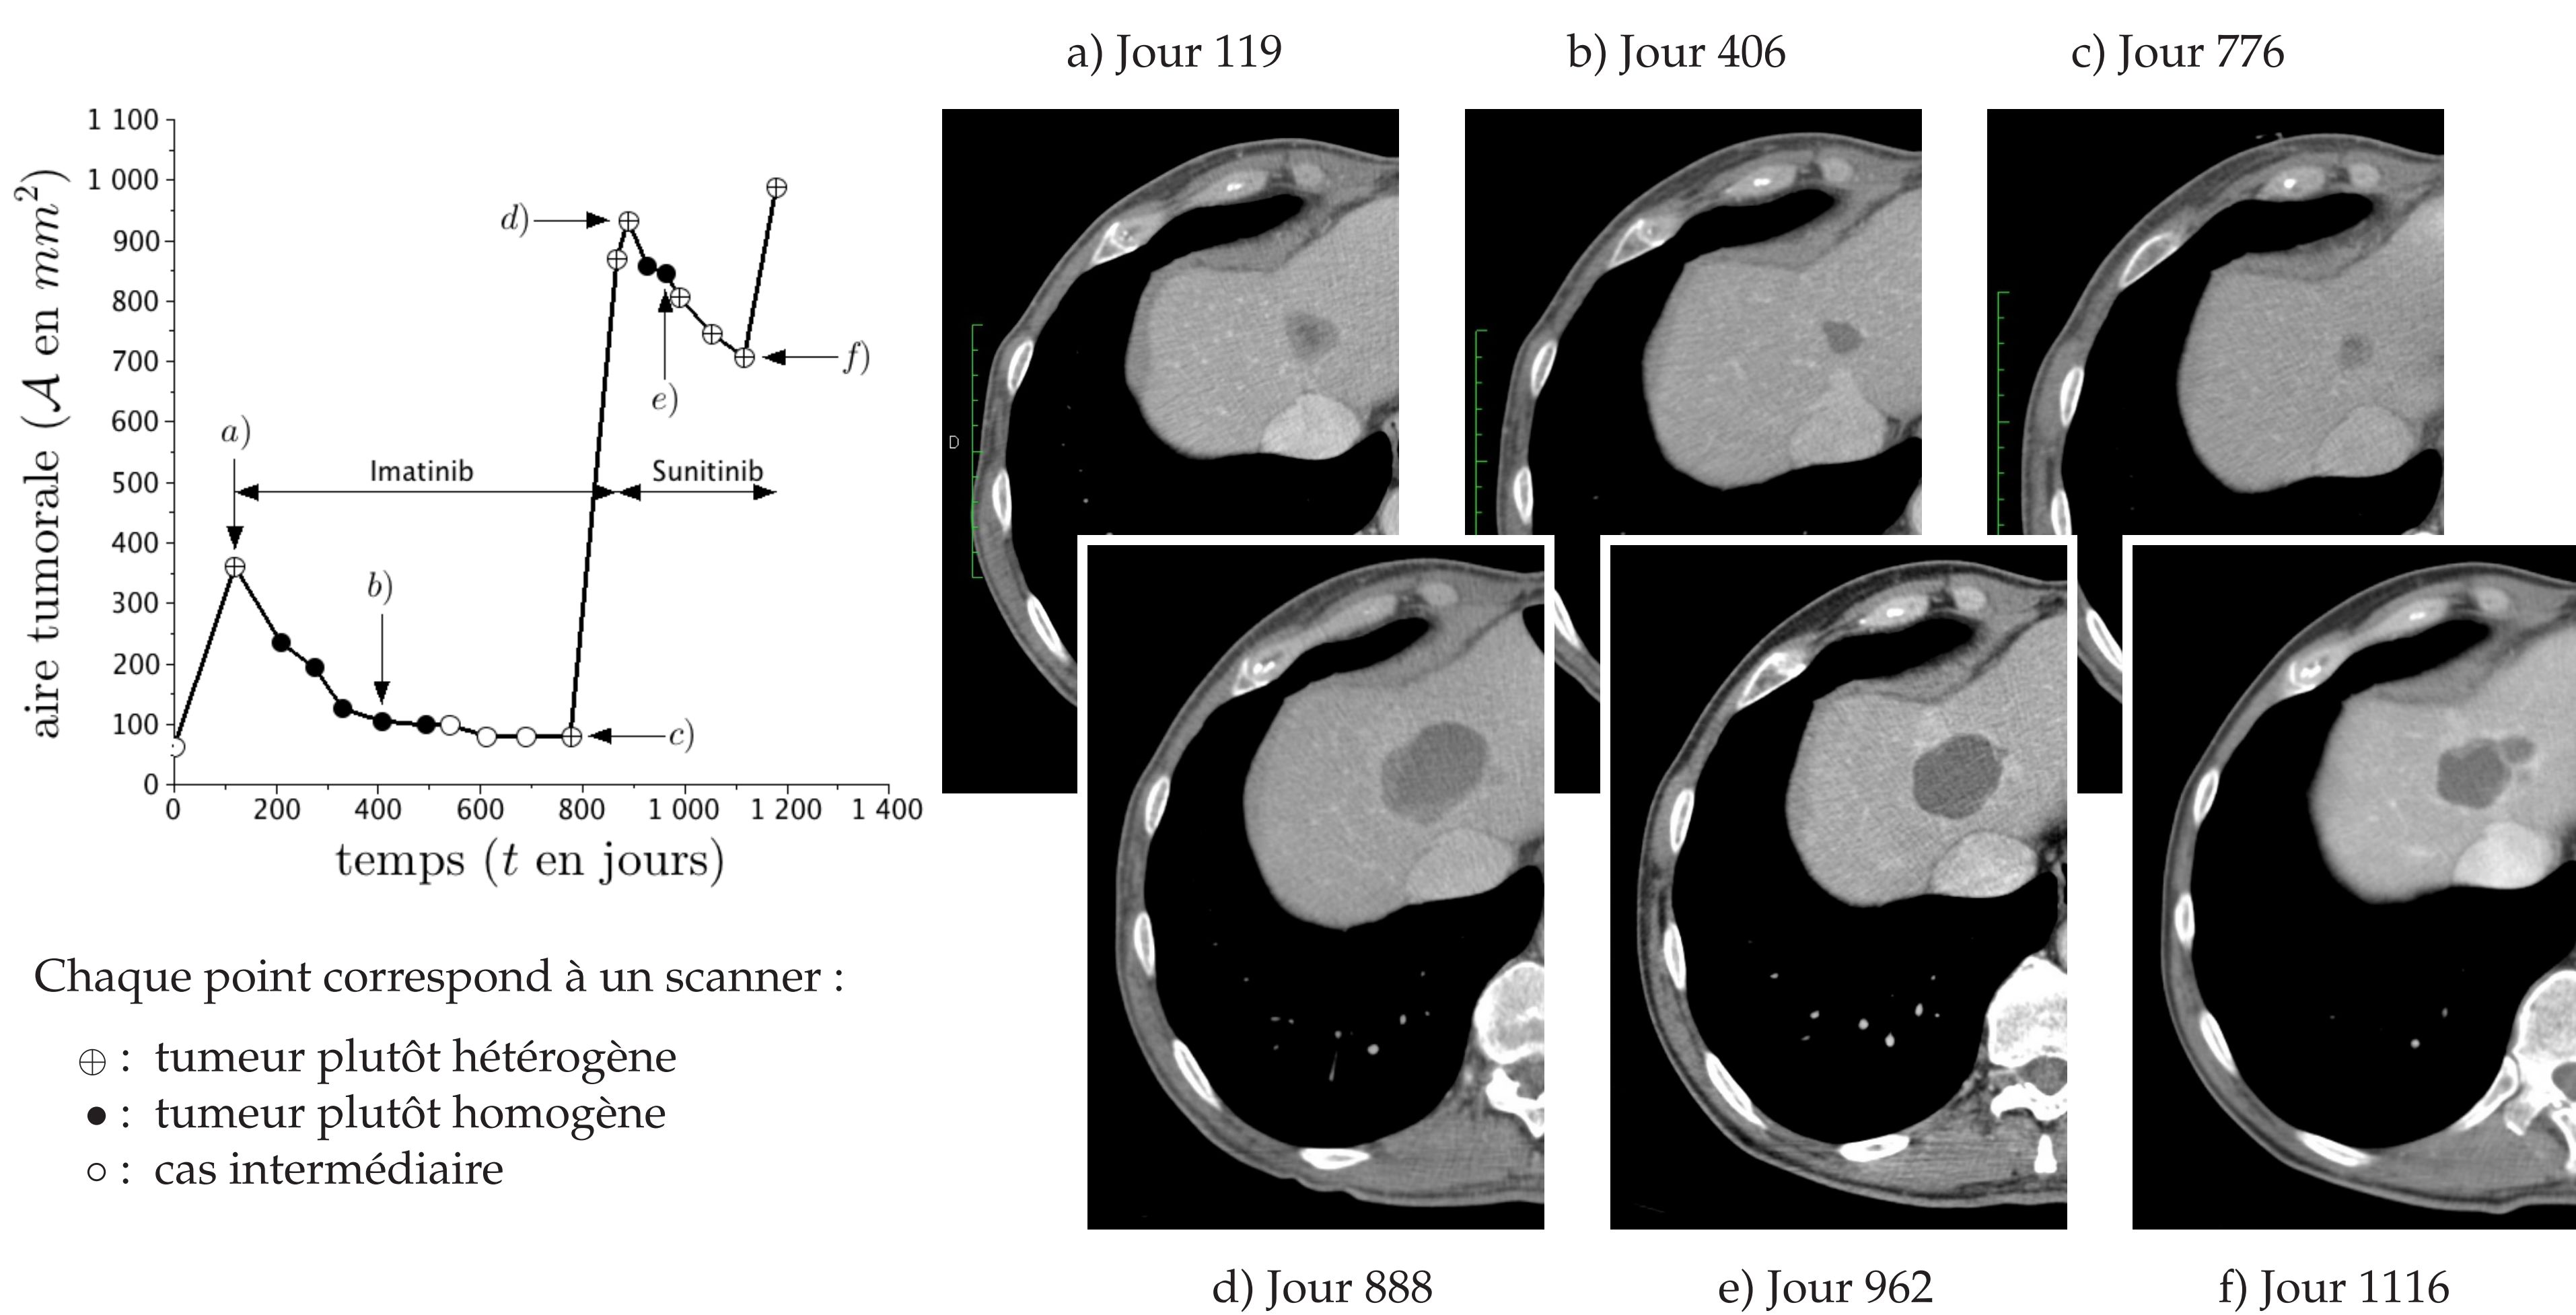 a) Jour 119
b) Jour 406
c) Jour 776
1 100
1 000
900
800
700
600
500
400
300
200
100
0
aire tumorale (𝒜 en mm²)
d)
e)
f)
a)
Imatinib
Sunitinib
b)
c)
0 200 400 600 800 1 000 1 200 1 400
temps (t en jours)
D
Chaque point correspond à un scanner :
⊕ : tumeur plutôt hétérogène
● : tumeur plutôt homogène
○ : cas intermédiaire
d) Jour 888
e) Jour 962
f) Jour 1116